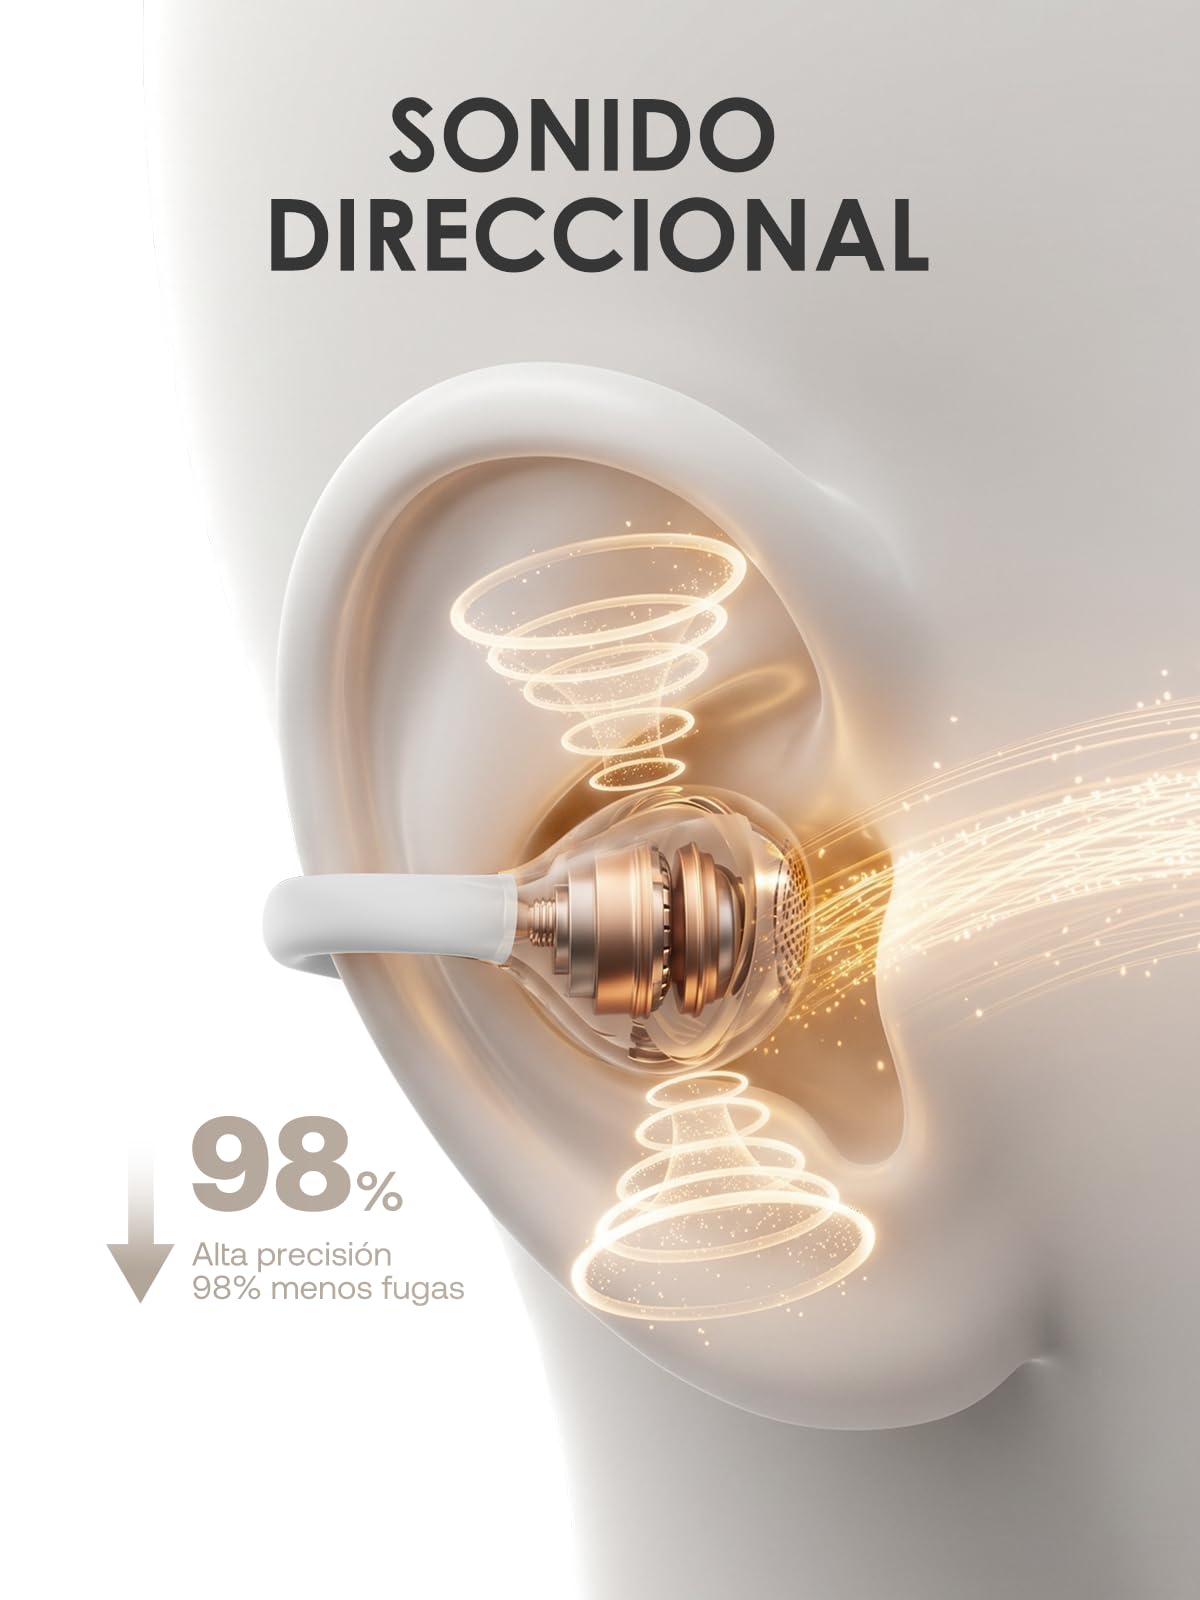 SONIDO
DIRECCIONAL
98%
Alta precisión
98% menos fugas